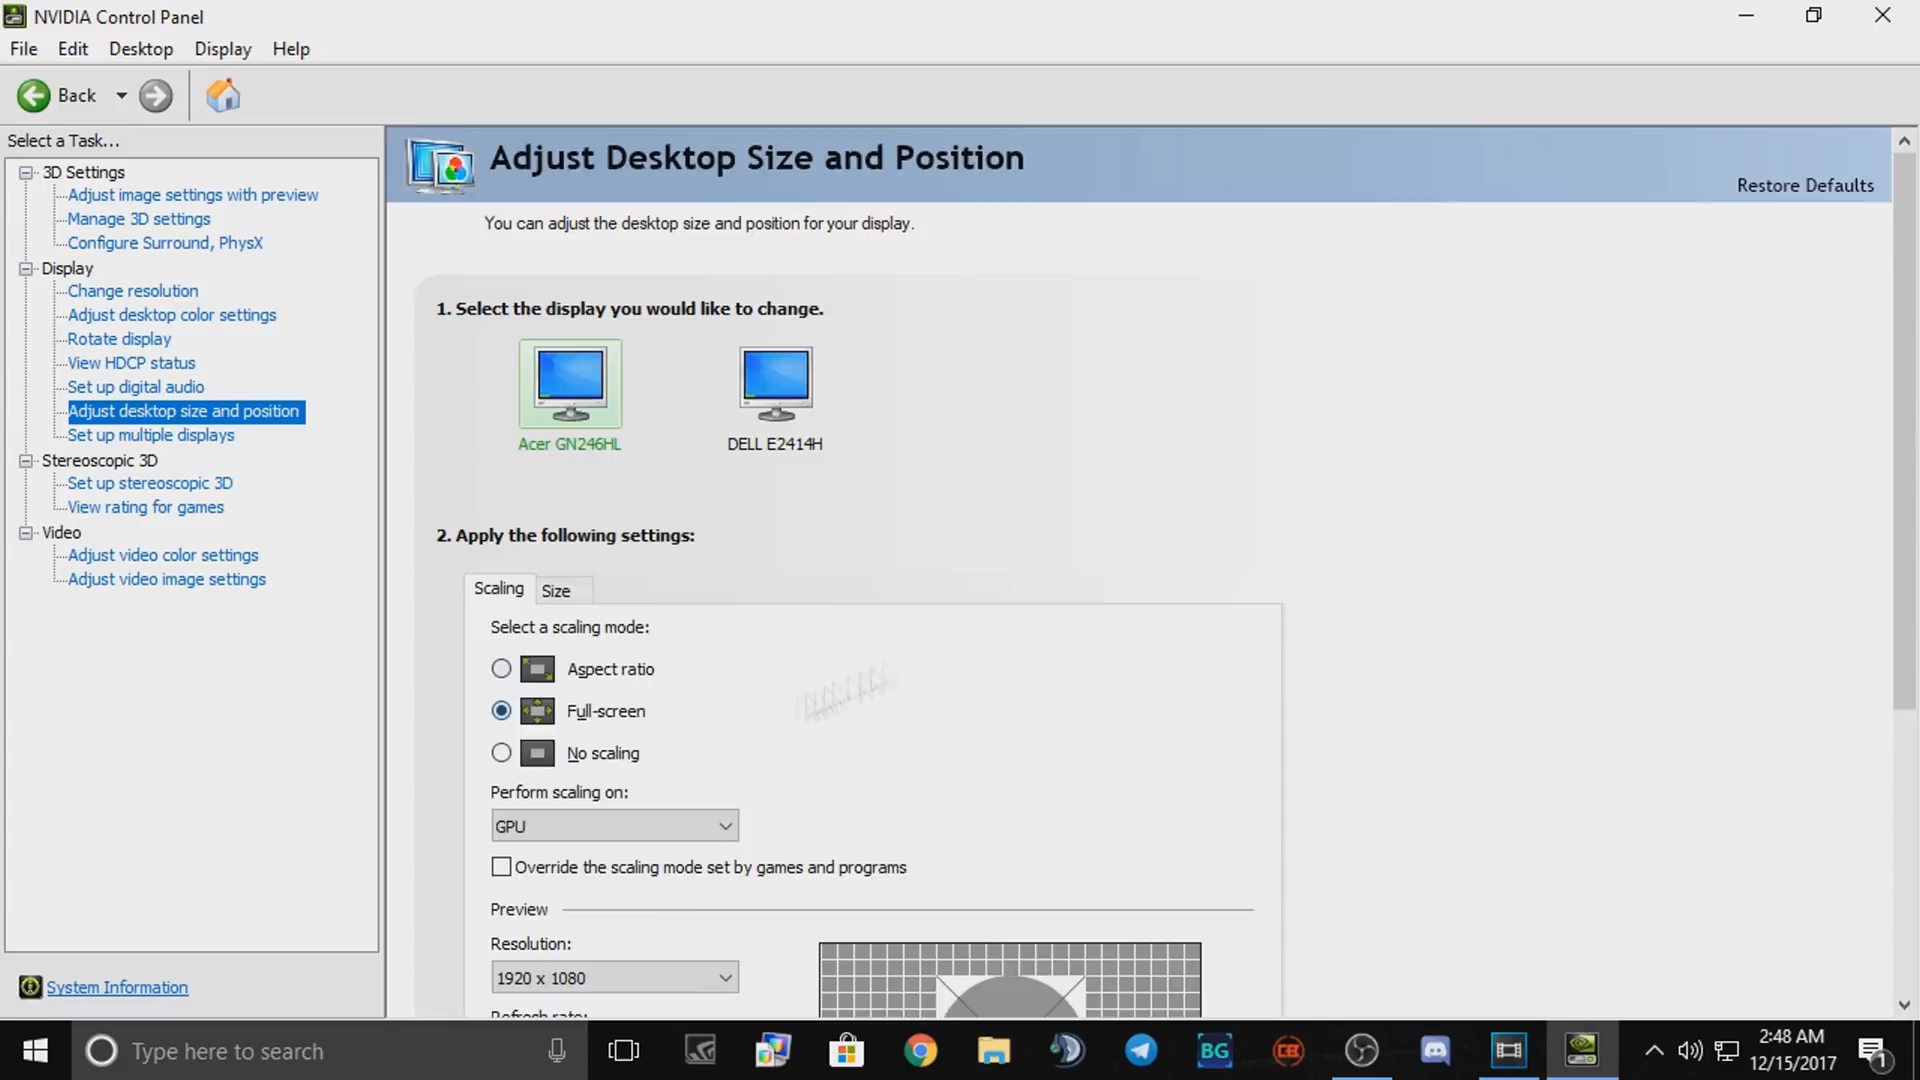 NVIDIA Control Panel
File Edit Desktop Display Help
Back
Select a Task...
3D Settings
Adjust image settings with preview
Manage 3D settings
Configure Surround, PhysX
Display
Change resolution
Adjust desktop color settings
Rotate display
View HDCP status
Set up digital audio
Adjust desktop size and position
Set up multiple displays
Stereoscopic 3D
Set up stereoscopic 3D
View rating for games
Video
Adjust video color settings
Adjust video image settings
System Information
Adjust Desktop Size and Position
Restore Defaults
You can adjust the desktop size and position for your display.
1. Select the display you would like to change.
Acer GN246HL DELL E2414H
2. Apply the following settings:
Scaling Size
Select a scaling mode:
Aspect ratio
Full-screen
No scaling
Perform scaling on:
GPU
Override the scaling mode set by games and programs
Preview
Resolution:
1920 x 1080
Refresh rate:
Type here to search
BG
2:48 AM
12/15/2017
1